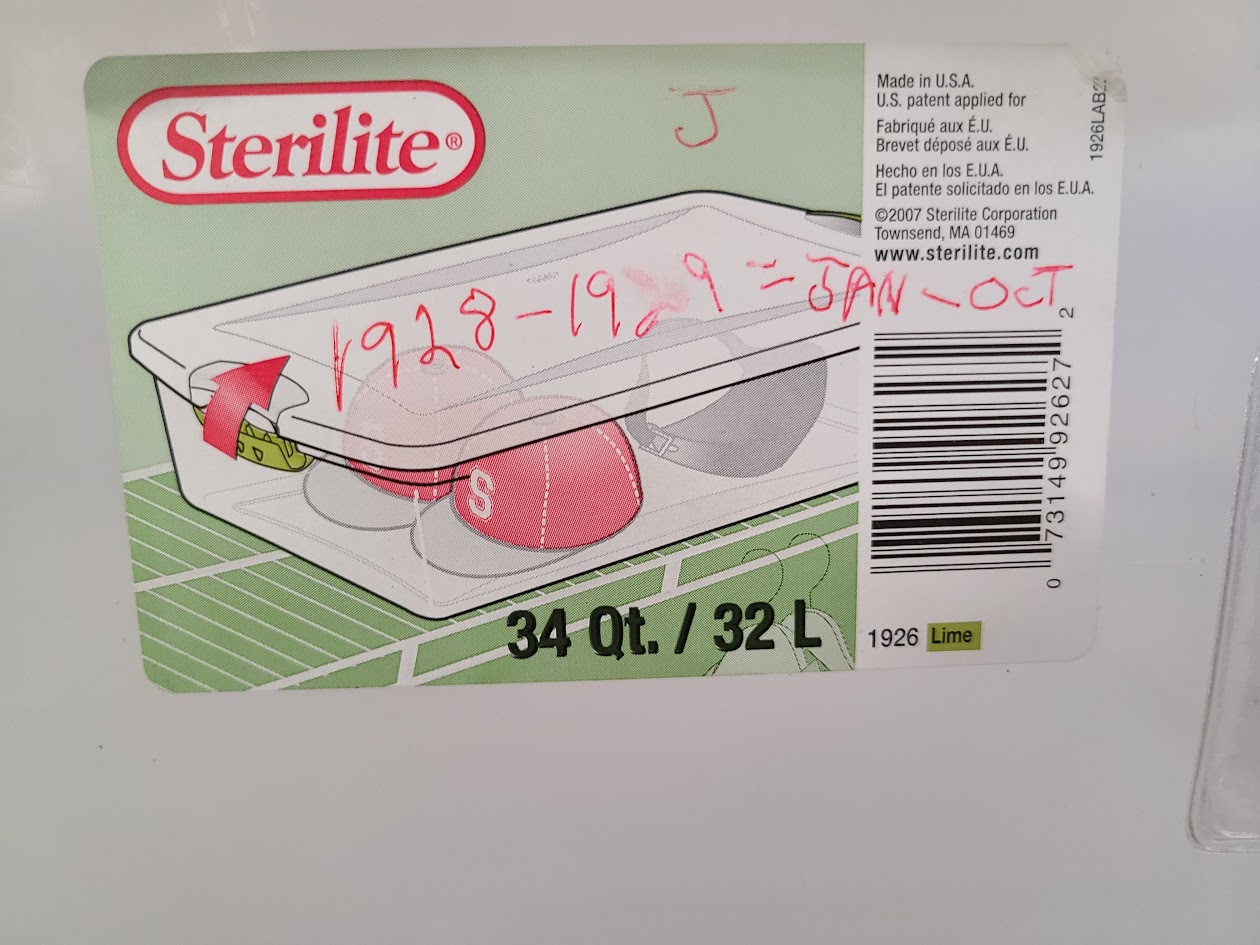 Sterilite®
J
1928 - 1929 = JAN - OCT
S
34 Qt. / 32 L
Made in U.S.A.
U.S. patent applied for
Fabriqué aux É.U.
Brevet déposé aux É.U.
Hecho en los E.U.A.
El patente solicitado en los E.U.A.
©2007 Sterilite Corporation
Townsend, MA 01469
www.sterilite.com
0 73149 92627 2
1926 Lime